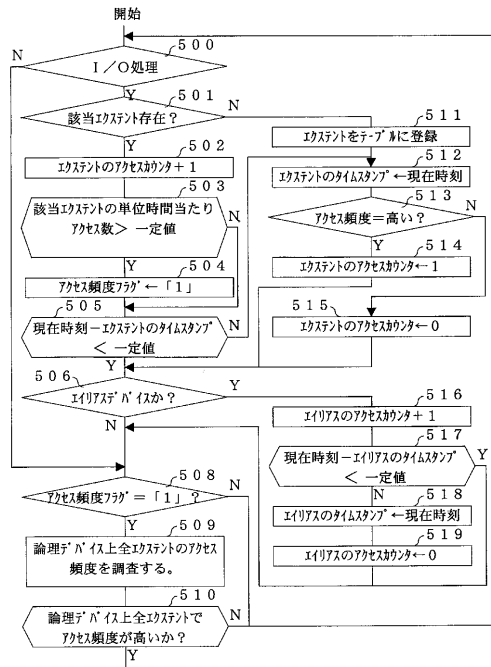 開始
500
N
I／O処理
Y
501
N
該当エクステント存在？
Y
502
エクステントのアクセスカウンタ＋1
503
該当エクステントの単位時間当たり
アクセス数＞ 一定値
N
Y
504
アクセス頻度フラグ←「1」
505
現在時刻－エクステントのタイムスタンプ
＜ 一定値
N
Y
506
エイリアスデバイスか？
Y
N
508
アクセス頻度フラグ＝「1」？
N
Y
509
論理デバイス上全エクステントのアクセス
頻度を調査する。
510
論理デバイス上全エクステントで
アクセス頻度が高いか？
N
Y
511
エクステントをテーブルに登録
512
エクステントのタイムスタンプ←現在時刻
513
アクセス頻度＝高い？
N
Y
514
エクステントのアクセスカウンタ←1
515
エクステントのアクセスカウンタ←0
516
エイリアスのアクセスカウンタ＋1
517
現在時刻－エイリアスのタイムスタンプ
＜ 一定値
Y
N
518
エイリアスのタイムスタンプ←現在時刻
519
エイリアスのアクセスカウンタ←0